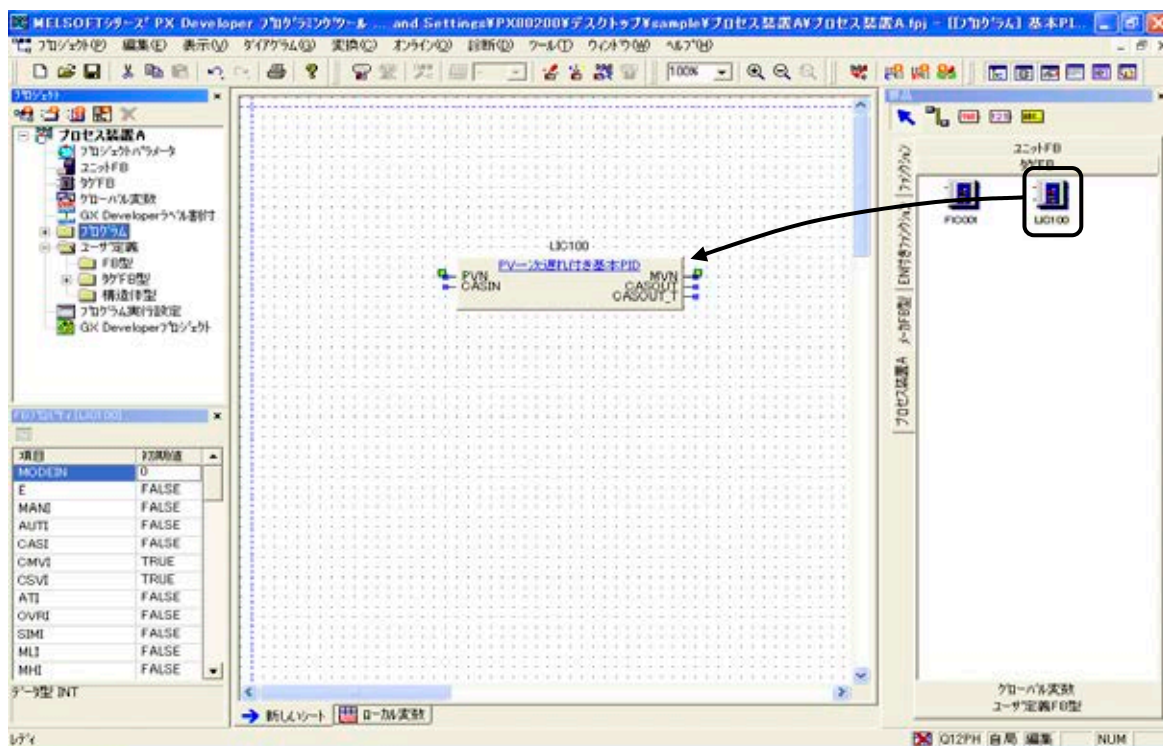 MELSOFTシリーズ PX Developer プログラミングツール ... and Settings¥PX00200¥デスクトップ¥sample¥プロセス装置A¥プロセス装置A.fpj - [[プログラム] 基本PI...
プロジェクト(P) 編集(E) 表示(V) ダイアグラム(G) 変換(C) オンライン(O) 診断(D) ツール(T) ウィンドウ(W) ヘルプ(H)
100%
プロジェクト
プロセス装置A
プロジェクトパラメータ
ユニットFB
タグFB
グローバル変数
GX Developerラベル割付
プログラム
ユーザ定義
FB型
タグFB型
構造体型
プログラム実行設定
GX Developerプロジェクト
FBプロパティ [LIC100]
項目 初期値
MODEIN 0
E FALSE
MANI FALSE
AUTI FALSE
CASI FALSE
CMVI TRUE
CSVI TRUE
ATI FALSE
OVRI FALSE
SIMI FALSE
MLI FALSE
MHI FALSE
データ型 INT
LIC100
PV一次遅れ付き基本PID
PVN MVN
CASIN CASOUT
CASOUT_T
新しいシート ローカル変数
部品
ファンクション
EN付きファンクション
メーカFB型
プロセス装置A
ユニットFB
タグFB
FIC001 LIC100
グローバル変数
ユーザ定義FB型
レディ
Q12PH 自局 編集 NUM